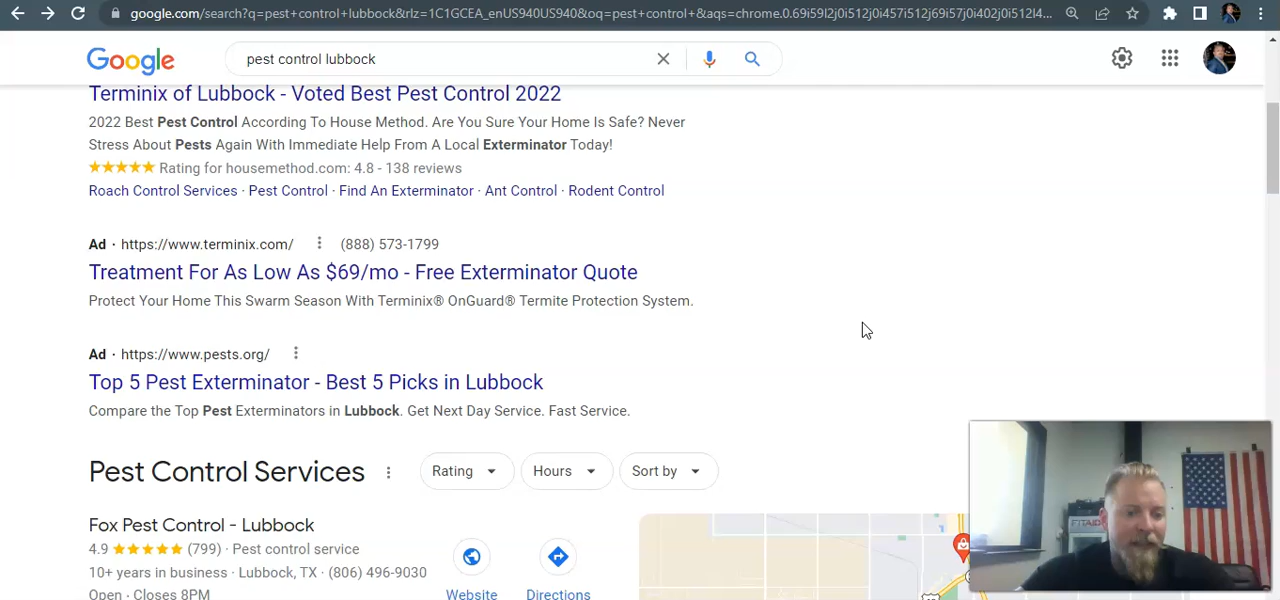 google.com/search?q=pest+control+lubbock&rlz=1C1GCEA_enUS940US940&oq=pest+control+&aqs=chrome.0.69i59l2j0i512j0i457i512j69i57j0i402j0i512l4...
Google
pest control lubbock
Terminix of Lubbock - Voted Best Pest Control 2022
2022 Best Pest Control According To House Method. Are You Sure Your Home Is Safe? Never
Stress About Pests Again With Immediate Help From A Local Exterminator Today!
Rating for housemethod.com: 4.8 - 138 reviews
Roach Control Services · Pest Control · Find An Exterminator · Ant Control · Rodent Control
Ad · https://www.terminix.com/ (888) 573-1799
Treatment For As Low As $69/mo - Free Exterminator Quote
Protect Your Home This Swarm Season With Terminix® OnGuard® Termite Protection System.
Ad · https://www.pests.org/
Top 5 Pest Exterminator - Best 5 Picks in Lubbock
Compare the Top Pest Exterminators in Lubbock. Get Next Day Service. Fast Service.
Pest Control Services
Rating
Hours
Sort by
Fox Pest Control - Lubbock
4.9 (799) · Pest control service
10+ years in business · Lubbock, TX · (806) 496-9030
Open · Closes 8PM
Website
Directions
FITAID